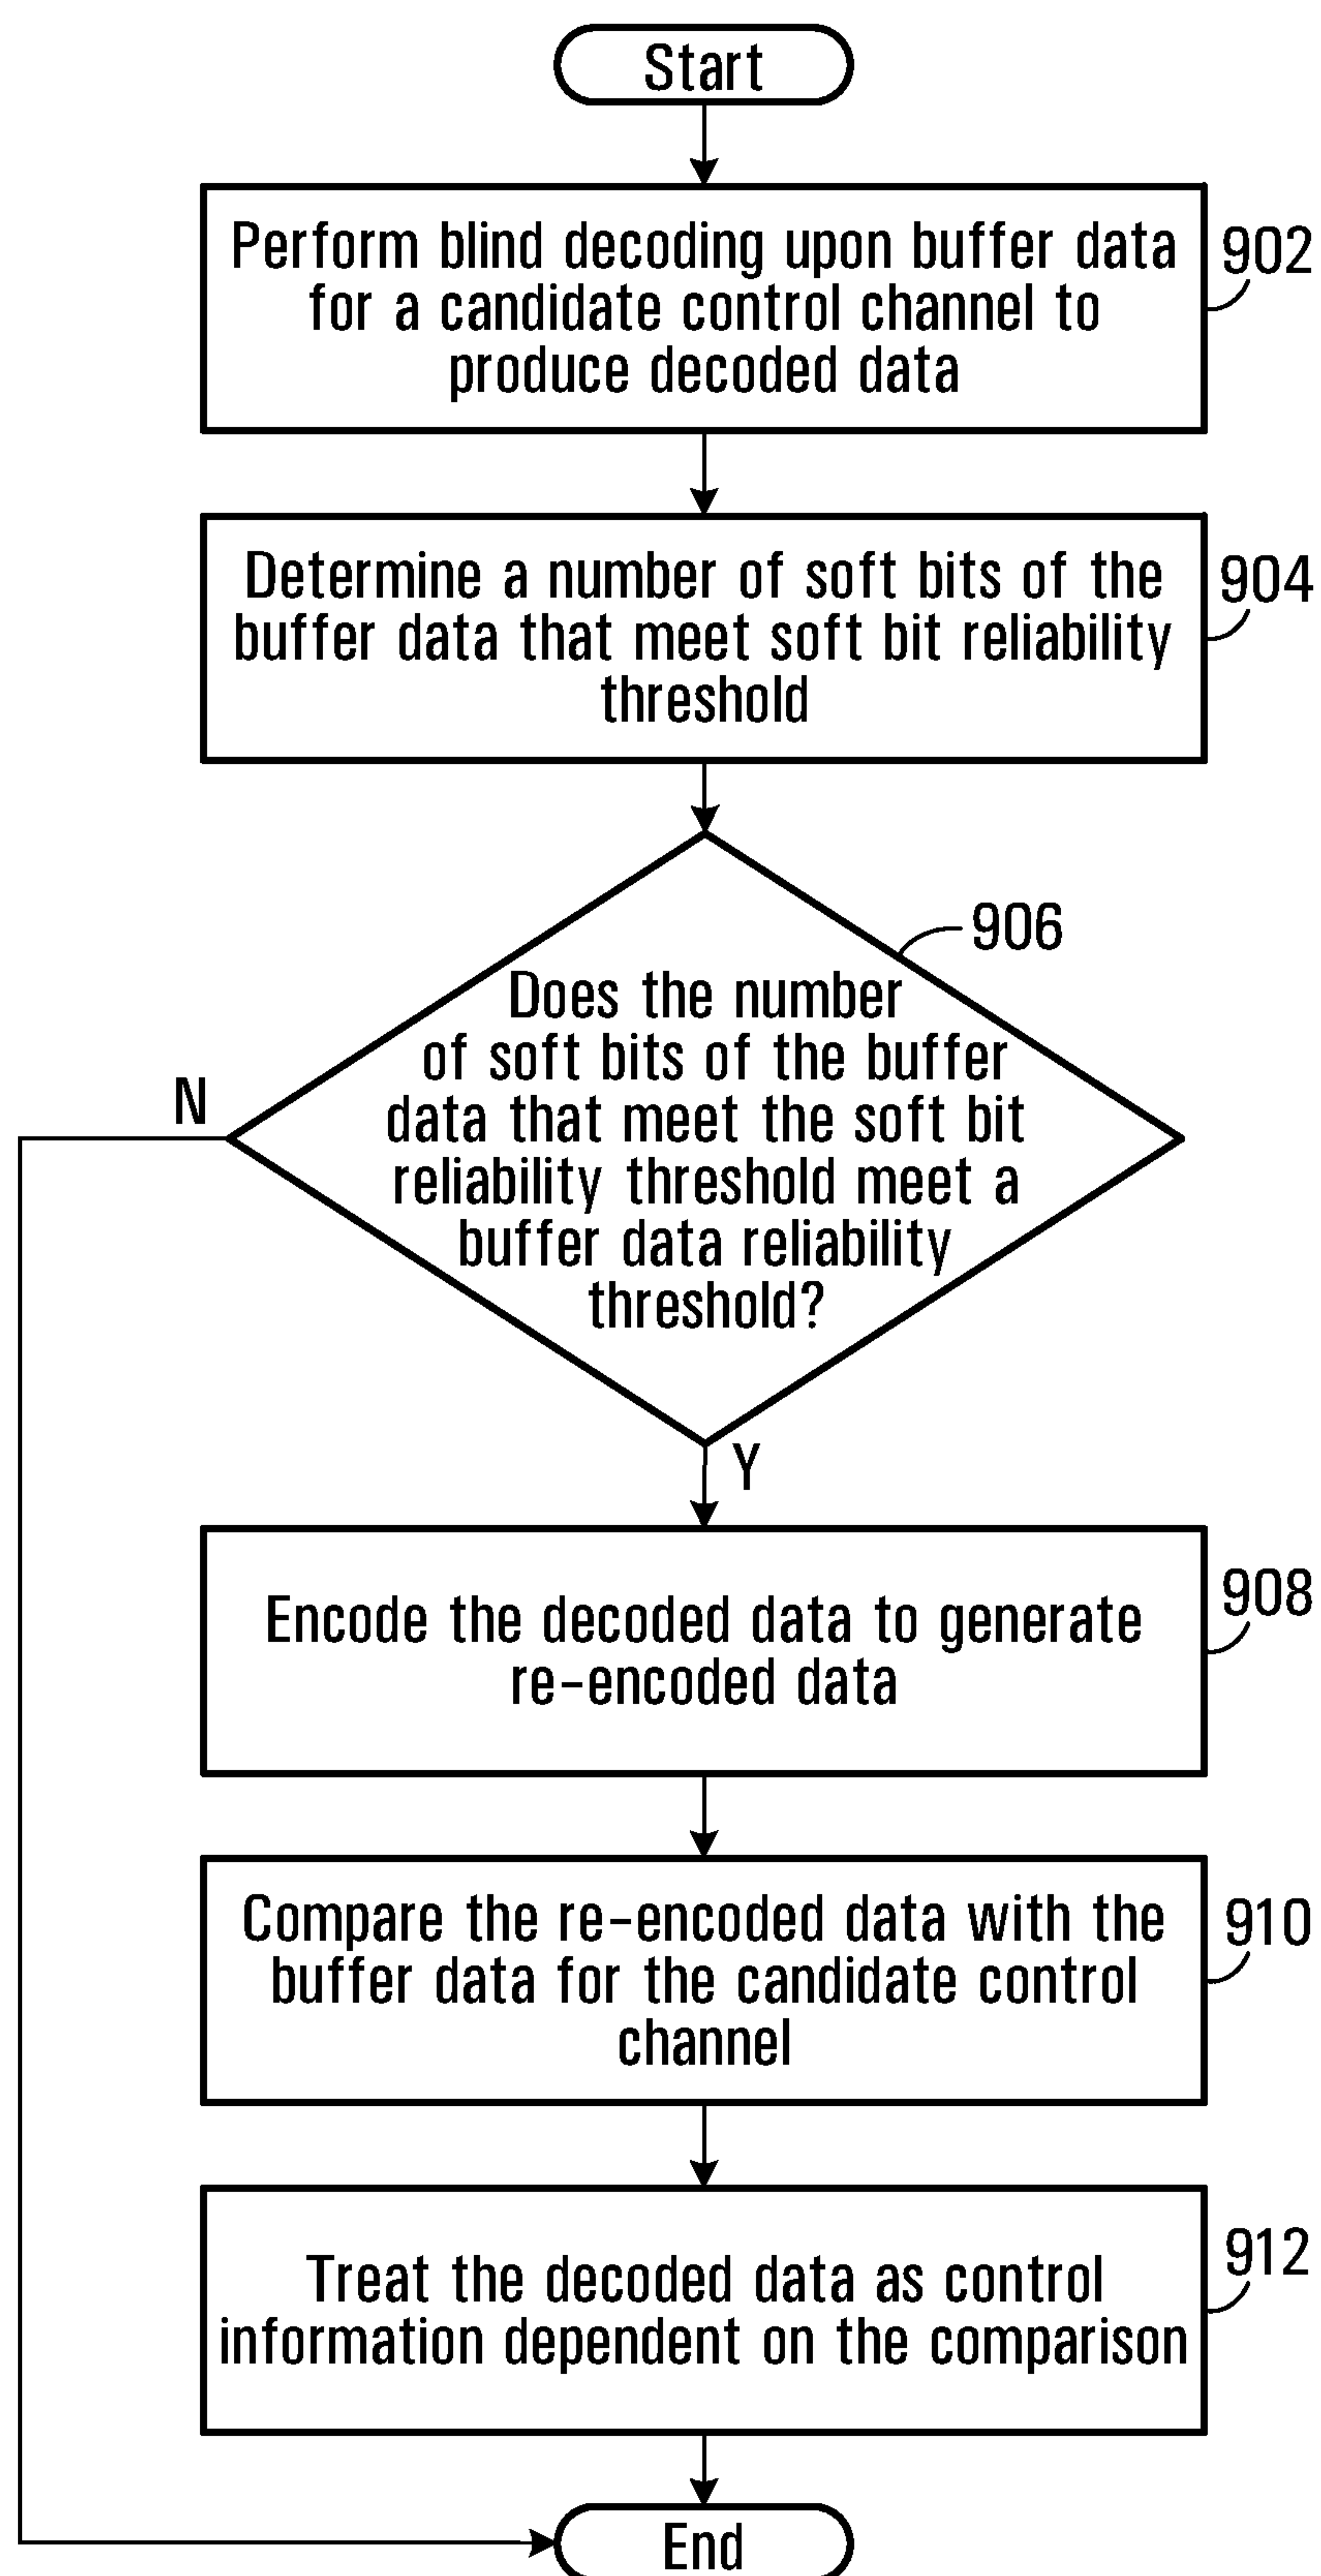 Start
Perform blind decoding upon buffer data
for a candidate control channel to
produce decoded data
902
Determine a number of soft bits of the
buffer data that meet soft bit reliability
threshold
904
906
Does the number
of soft bits of the buffer
data that meet the soft bit
reliability threshold meet a
buffer data reliability
threshold?
N
Y
Encode the decoded data to generate
re-encoded data
908
Compare the re-encoded data with the
buffer data for the candidate control
channel
910
Treat the decoded data as control
information dependent on the comparison
912
End